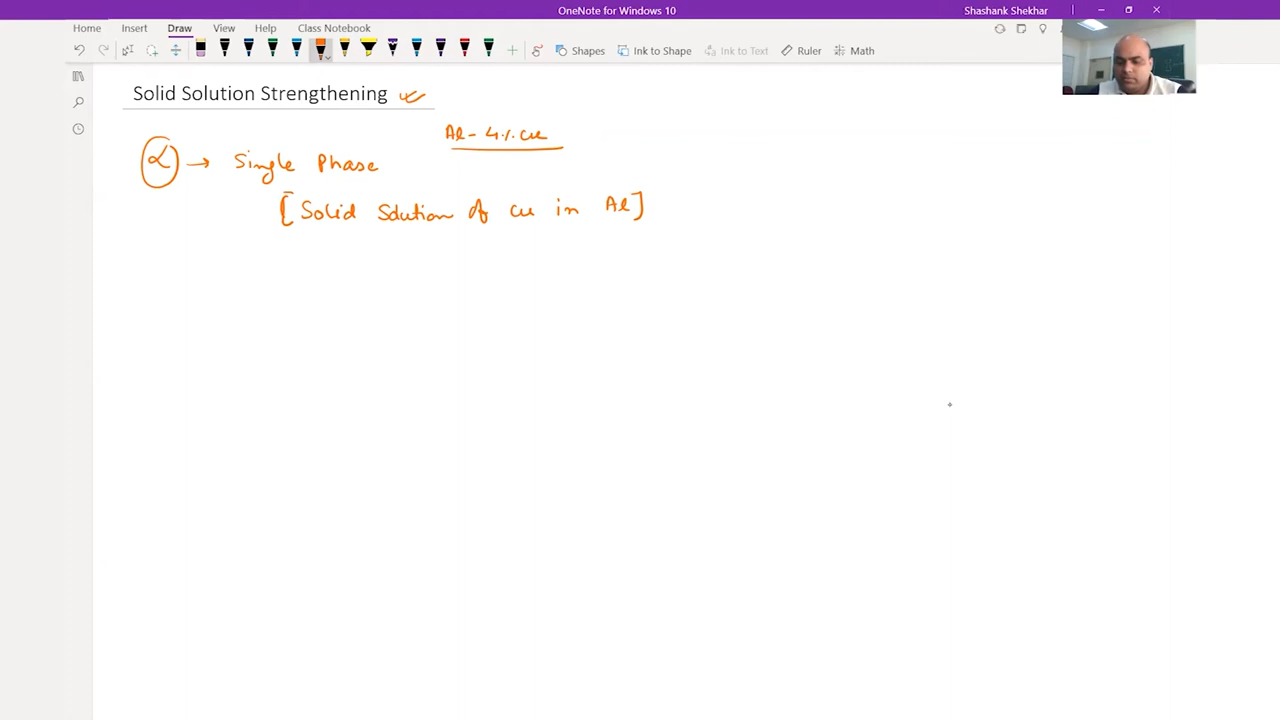 OneNote for Windows 10
Shashank Shekhar
Home Insert Draw View Help Class Notebook
Shapes Ink to Shape Ink to Text Ruler Math
Solid Solution Strengthening
Al - 4% Cu
α → Single Phase
[Solid Solution of Cu in Al]